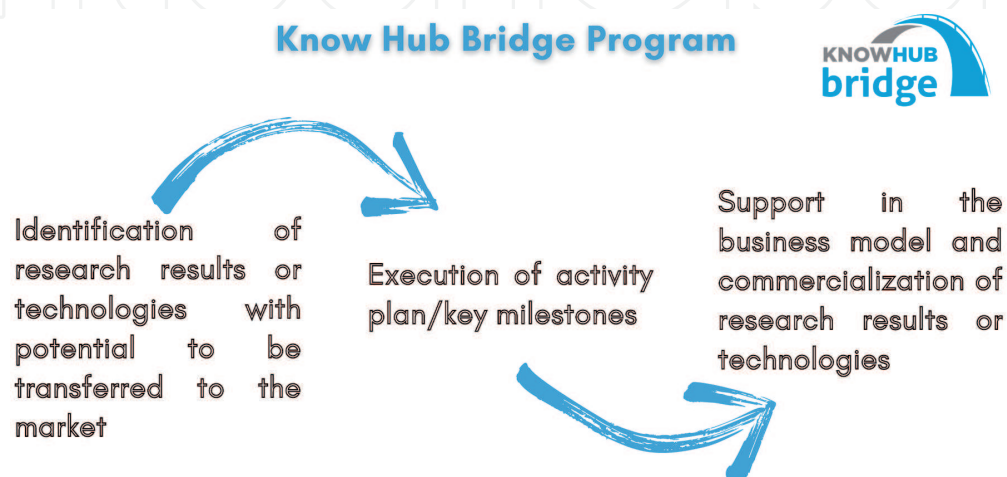 Know Hub Bridge Program
KNOWHUB
bridge
Identification of
research results or
technologies with
potential to be
transferred to the
market
Execution of activity
plan/key milestones
Support in the
business model and
commercialization of
research results or
technologies